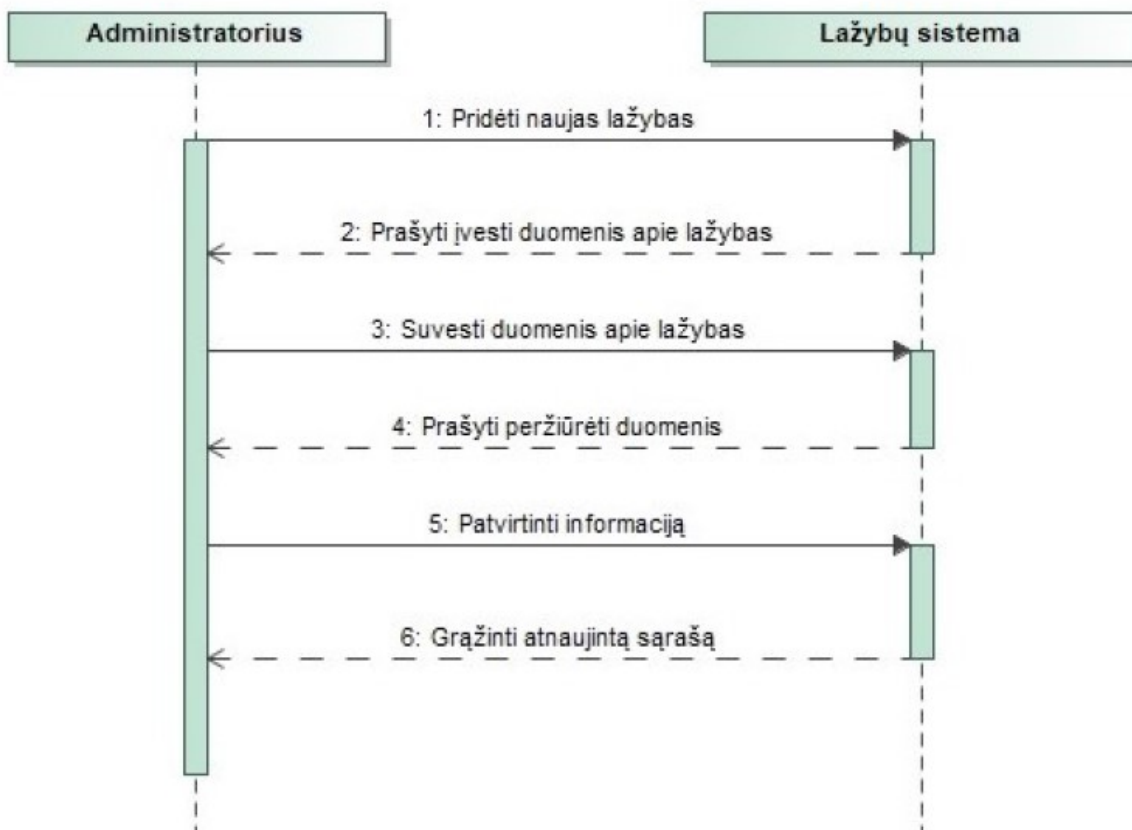 Administratorius
Lažybų sistema
1: Pridėti naujas lažybas
2: Prašyti įvesti duomenis apie lažybas
3: Suvesti duomenis apie lažybas
4: Prašyti peržiūrėti duomenis
5: Patvirtinti informaciją
6: Grąžinti atnaujintą sąrašą